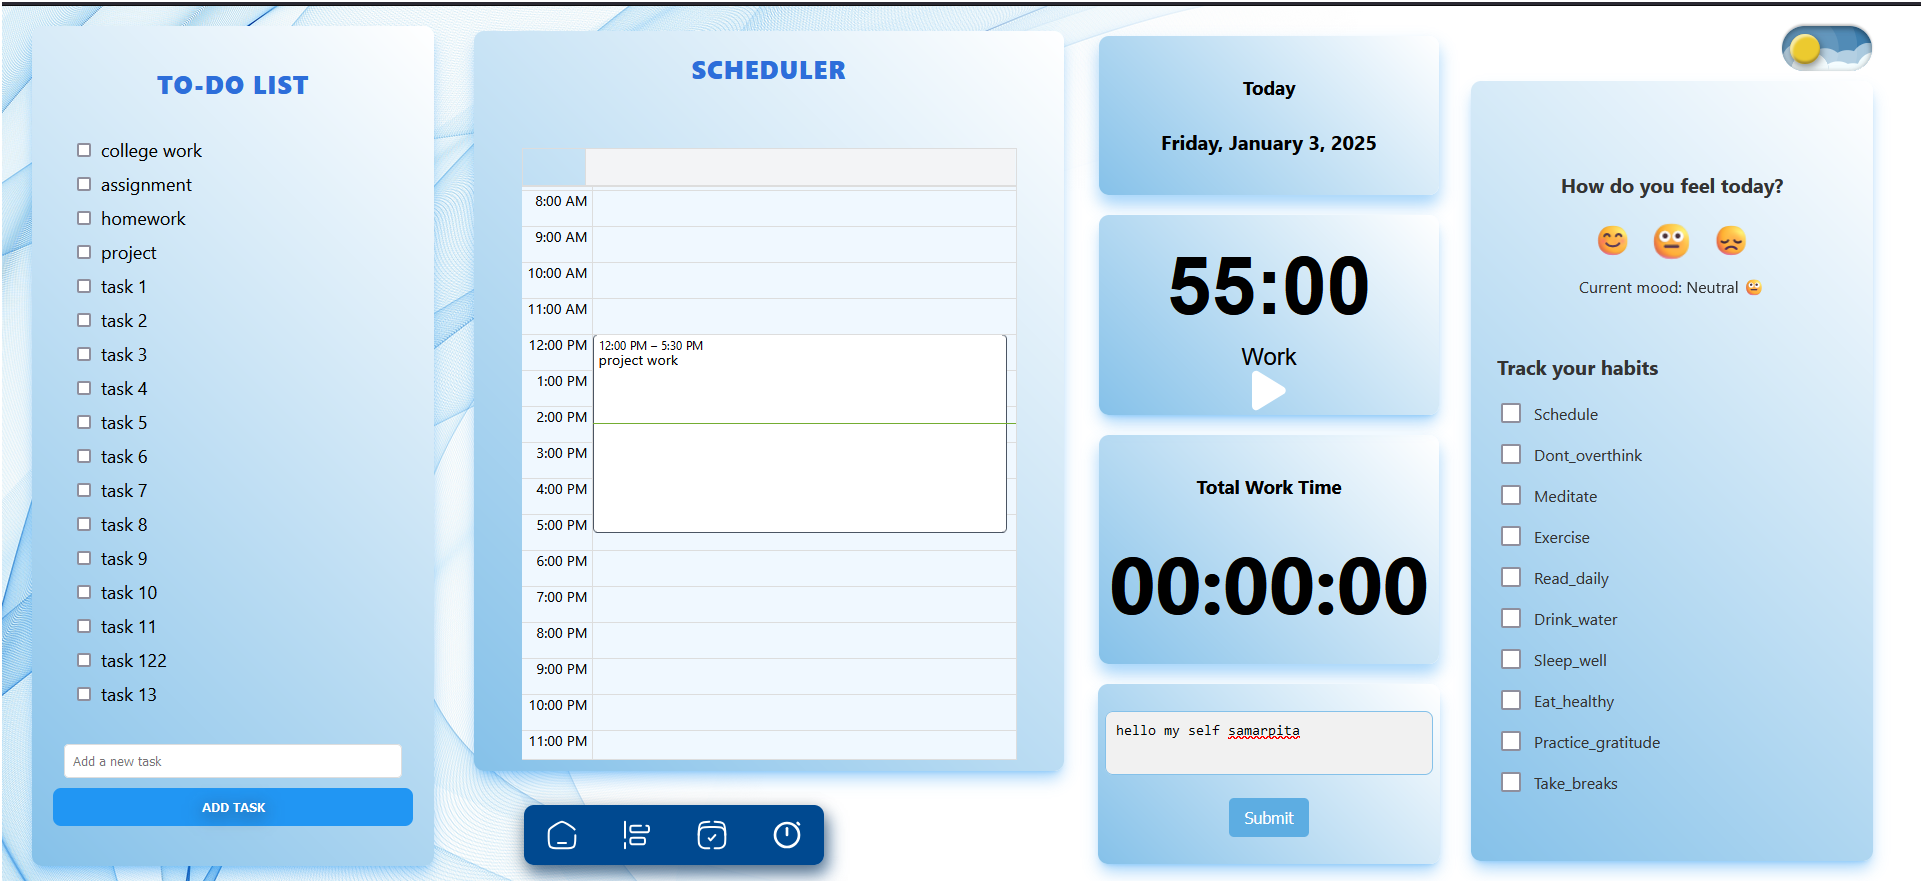 TO-DO LIST
college work
assignment
homework
project
task 1
task 2
task 3
task 4
task 5
task 6
task 7
task 8
task 9
task 10
task 11
task 122
task 13
Add a new task
ADD TASK
SCHEDULER
8:00 AM
9:00 AM
10:00 AM
11:00 AM
12:00 PM
1:00 PM
2:00 PM
3:00 PM
4:00 PM
5:00 PM
6:00 PM
7:00 PM
8:00 PM
9:00 PM
10:00 PM
11:00 PM
12:00 PM – 5:30 PM
project work
Today
Friday, January 3, 2025
55:00
Work
Total Work Time
00:00:00
hello my self samarpita
Submit
How do you feel today?
Current mood: Neutral 😐
Track your habits
Schedule
Dont_overthink
Meditate
Exercise
Read_daily
Drink_water
Sleep_well
Eat_healthy
Practice_gratitude
Take_breaks